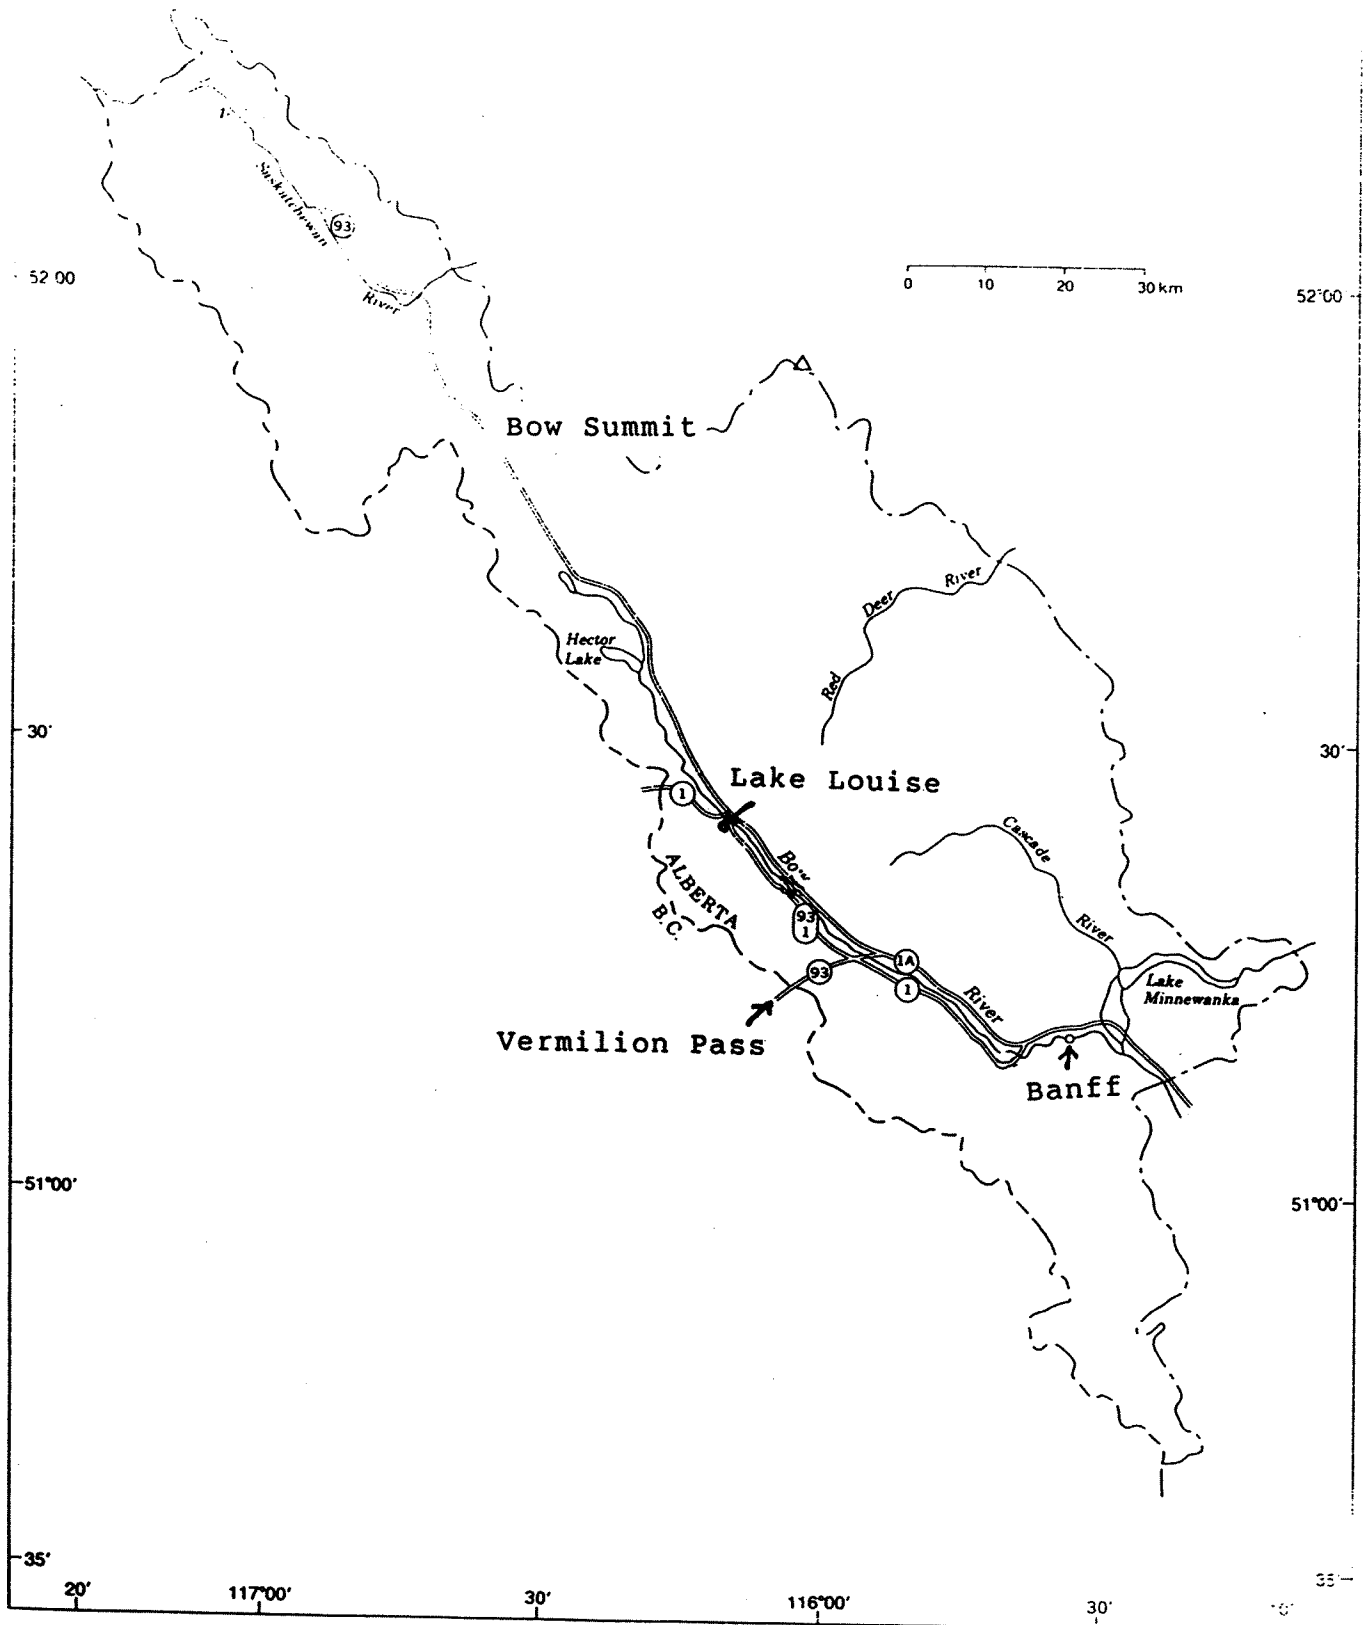 Saskatchewan
93
River
52°00
0 10 20 30 km
52°00
Bow Summit
Deer River
Red
Hector
Lake
30'
30'
Lake Louise
1
Cascade
River
Bow
ALBERTA
B.C.
93
1
1A
93
1
River
Lake
Minnewanka
Vermilion Pass
Banff
51°00'
51°00'
35'
35'
20' 117°00' 30' 116°00' 30'